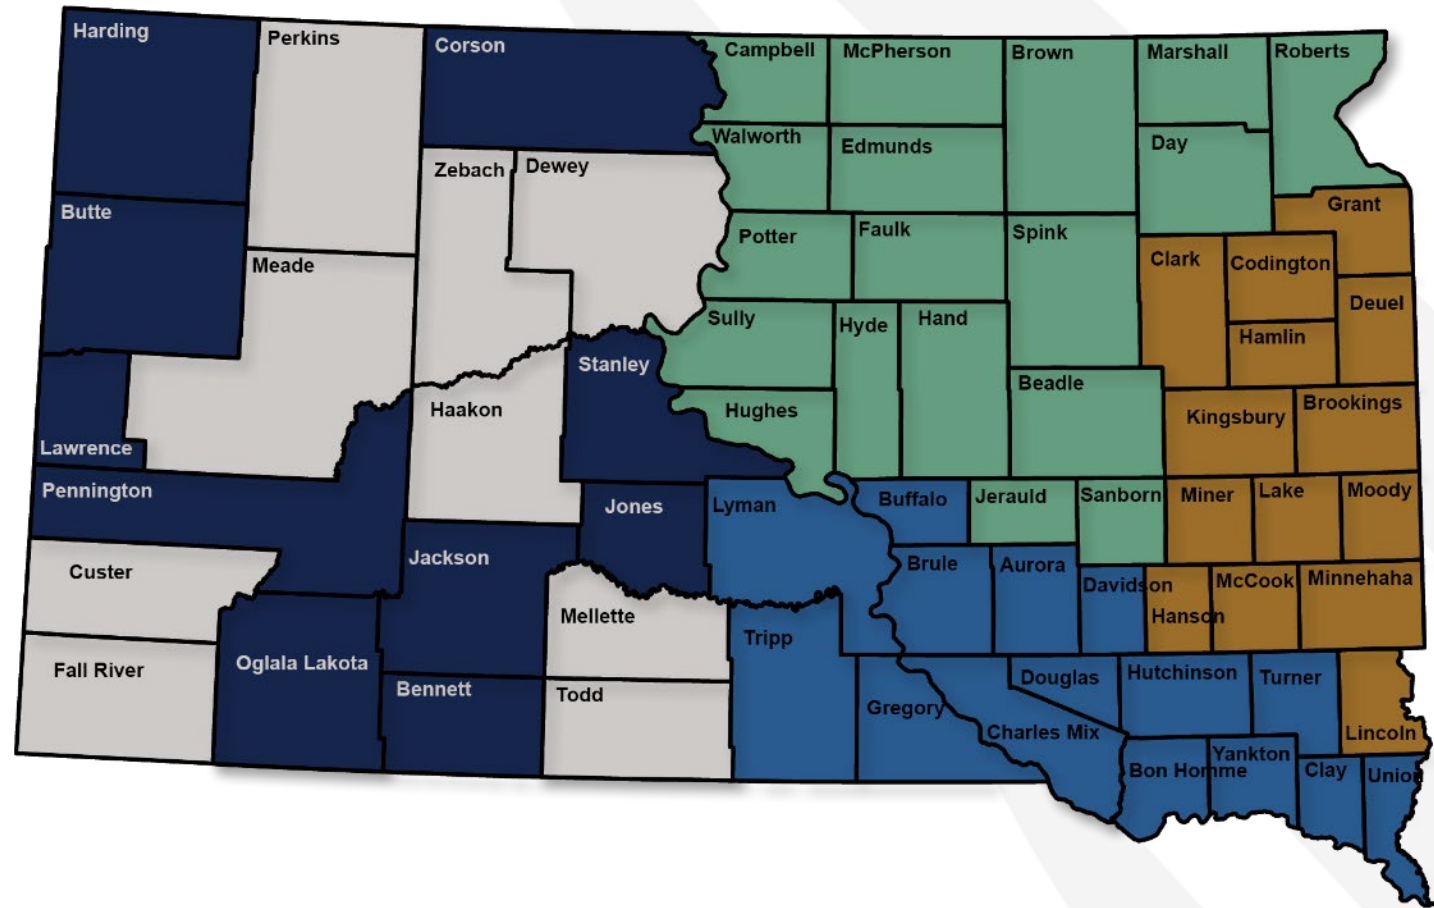 Harding
Perkins
Corson
Campbell
McPherson
Brown
Marshall
Roberts
Walworth
Edmunds
Day
Zebach
Dewey
Butte
Grant
Potter
Faulk
Spink
Meade
Clark
Codington
Deuel
Sully
Hyde
Hand
Hamlin
Stanley
Beadle
Haakon
Hughes
Kingsbury
Brookings
Lawrence
Pennington
Jones
Lyman
Buffalo
Jerauld
Sanborn
Miner
Lake
Moody
Jackson
Custer
Brule
Aurora
Davidson
Hanson
McCook
Minnehaha
Mellette
Tripp
Fall River
Oglala Lakota
Bennett
Todd
Gregory
Douglas
Hutchinson
Turner
Charles Mix
Lincoln
Bon Homme
Yankton
Clay
Union